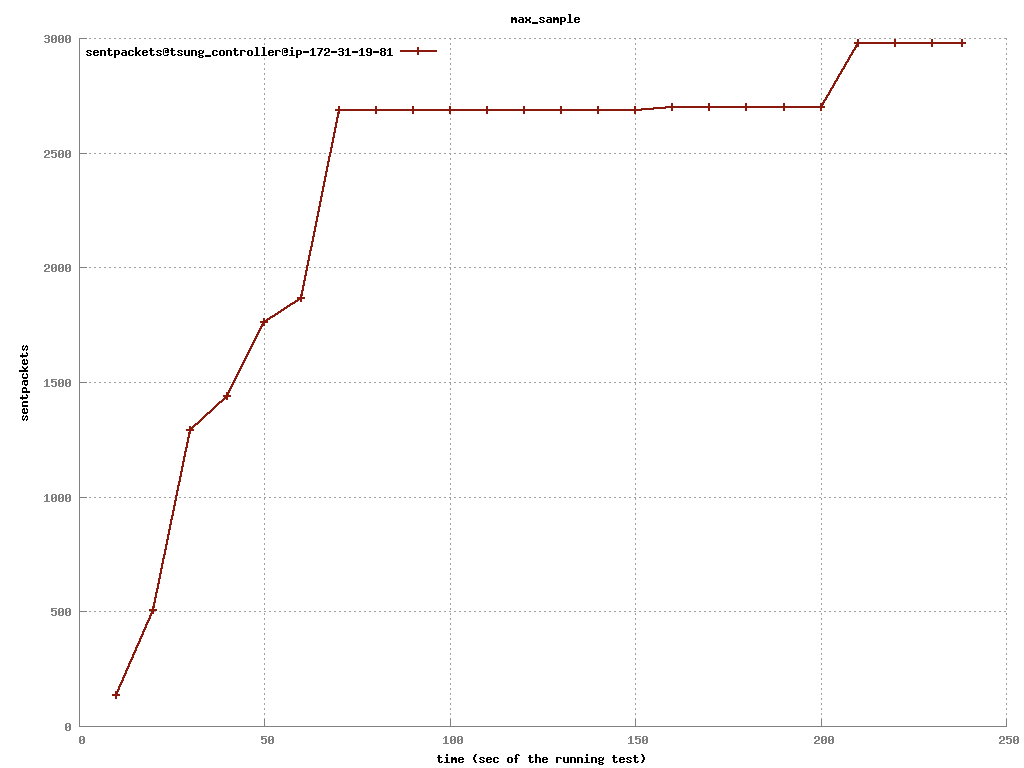 max_sample
3000
sentpackets@tsung_controller@ip-172-31-19-81
2500
2000
1500
sentpackets
1000
500
0
0 50 100 150 200 250
time (sec of the running test)